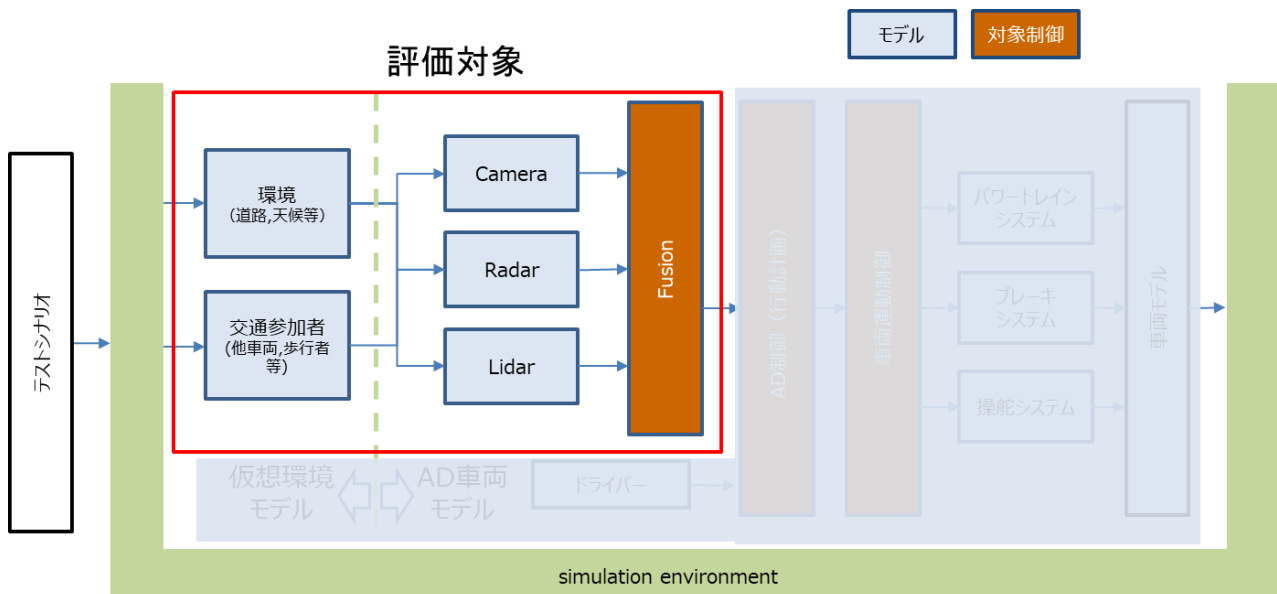 モデル
対象制御
評価対象
テストシナリオ
環境
（道路,天候等）
交通参加者
(他車両,歩行者
等)
Camera
Radar
Lidar
Fusion
AD制御（行動計画）
車両運動制御
パワートレイン
システム
ブレーキ
システム
操舵システム
車両モデル
仮想環境
モデル
AD車両
モデル
ドライバー
simulation environment